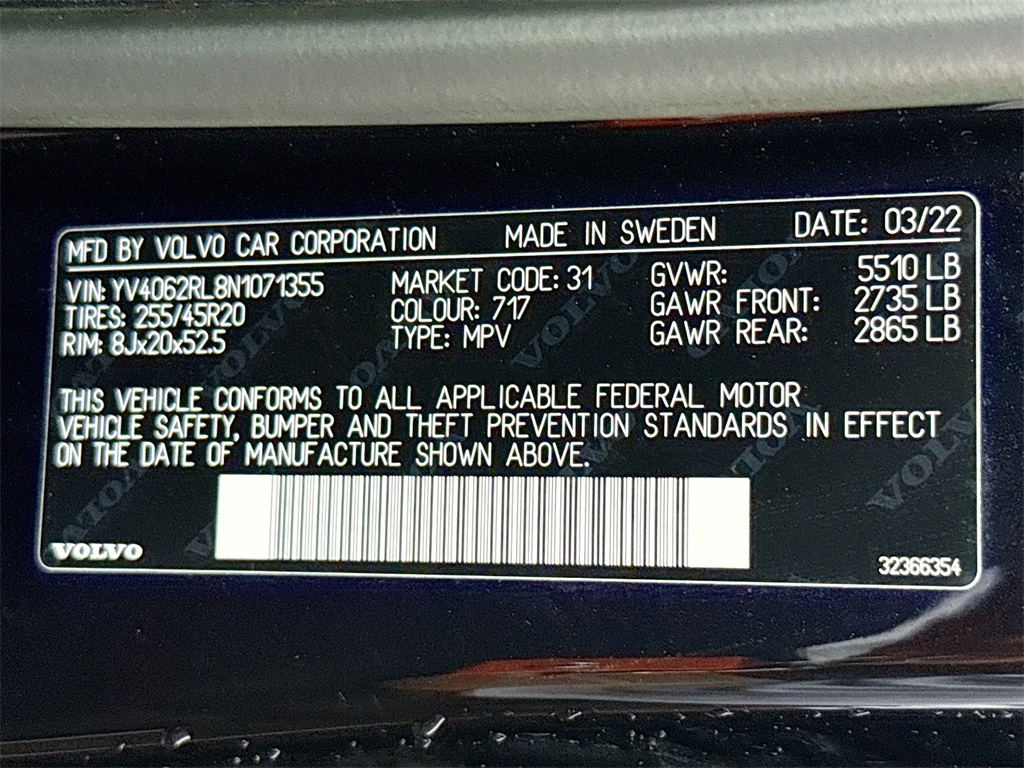 MFD BY VOLVO CAR CORPORATION MADE IN SWEDEN DATE: 03/22
VIN: YV4062RL8N1071355 MARKET CODE: 31 GVWR: 5510 LB
TIRES: 255/45R20 COLOUR: 717 GAWR FRONT: 2735 LB
RIM: 8Jx20x52.5 TYPE: MPV GAWR REAR: 2865 LB
THIS VEHICLE CONFORMS TO ALL APPLICABLE FEDERAL MOTOR
VEHICLE SAFETY, BUMPER AND THEFT PREVENTION STANDARDS IN EFFECT
ON THE DATE OF MANUFACTURE SHOWN ABOVE.
VOLVO 32366354